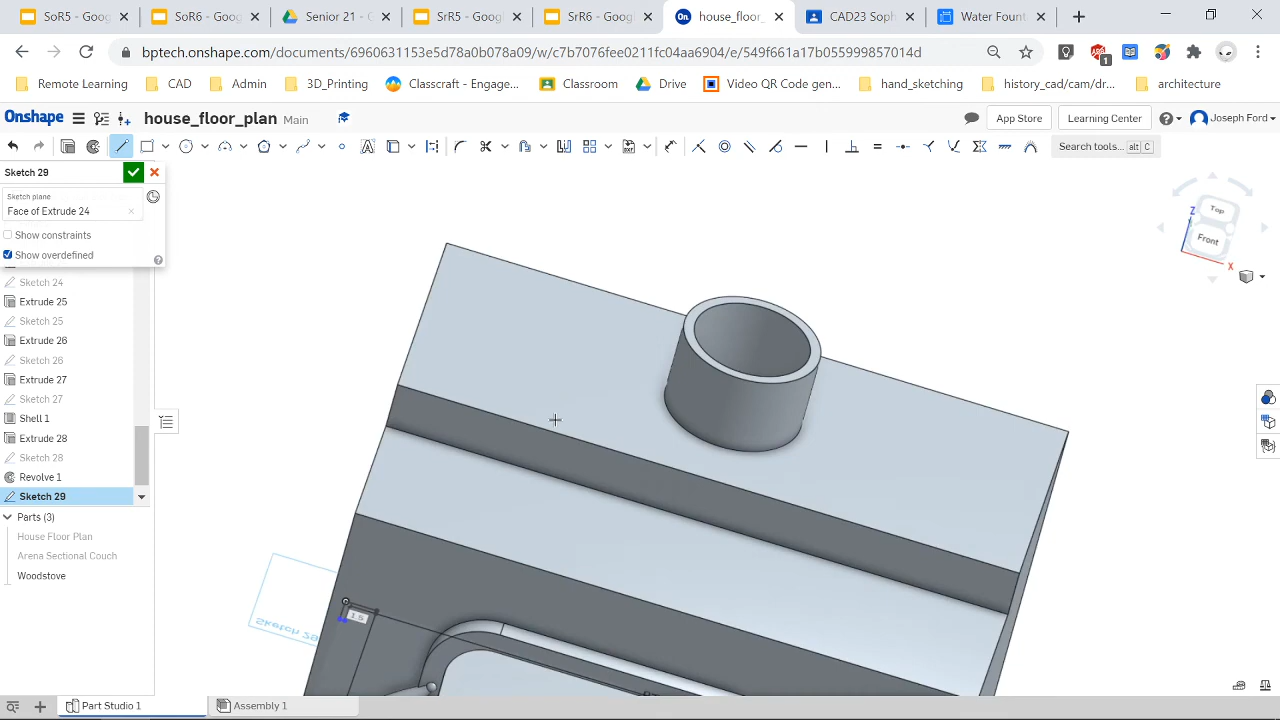 SoR5 - Goog
SoR6 - Goog
Senior 21 - G
SrR5 - Goog
SrR6 - Goog
house_floor_
CAD21 Soph
Water Fount
bptech.onshape.com/documents/6960631153e5d78a0b078a09/w/c7b7076fee0211fc04aa6904/e/549f661a17b055999857014d
Remote Learning
CAD
Admin
3D_Printing
Classcraft - Engage...
Classroom
Drive
Video QR Code gen...
hand_sketching
history_cad/cam/dr...
architecture
Onshape
house_floor_plan Main
App Store
Learning Center
Joseph Ford
Search tools... alt C
Sketch 29
Sketch plane
Face of Extrude 24
Show constraints
Show overdefined
Sketch 24
Extrude 25
Sketch 25
Extrude 26
Sketch 26
Extrude 27
Sketch 27
Shell 1
Extrude 28
Sketch 28
Revolve 1
Sketch 29
Parts (3)
House Floor Plan
Arena Sectional Couch
Woodstove
Top
Front
Z
X
1.5
Sketch 29
Part Studio 1
Assembly 1